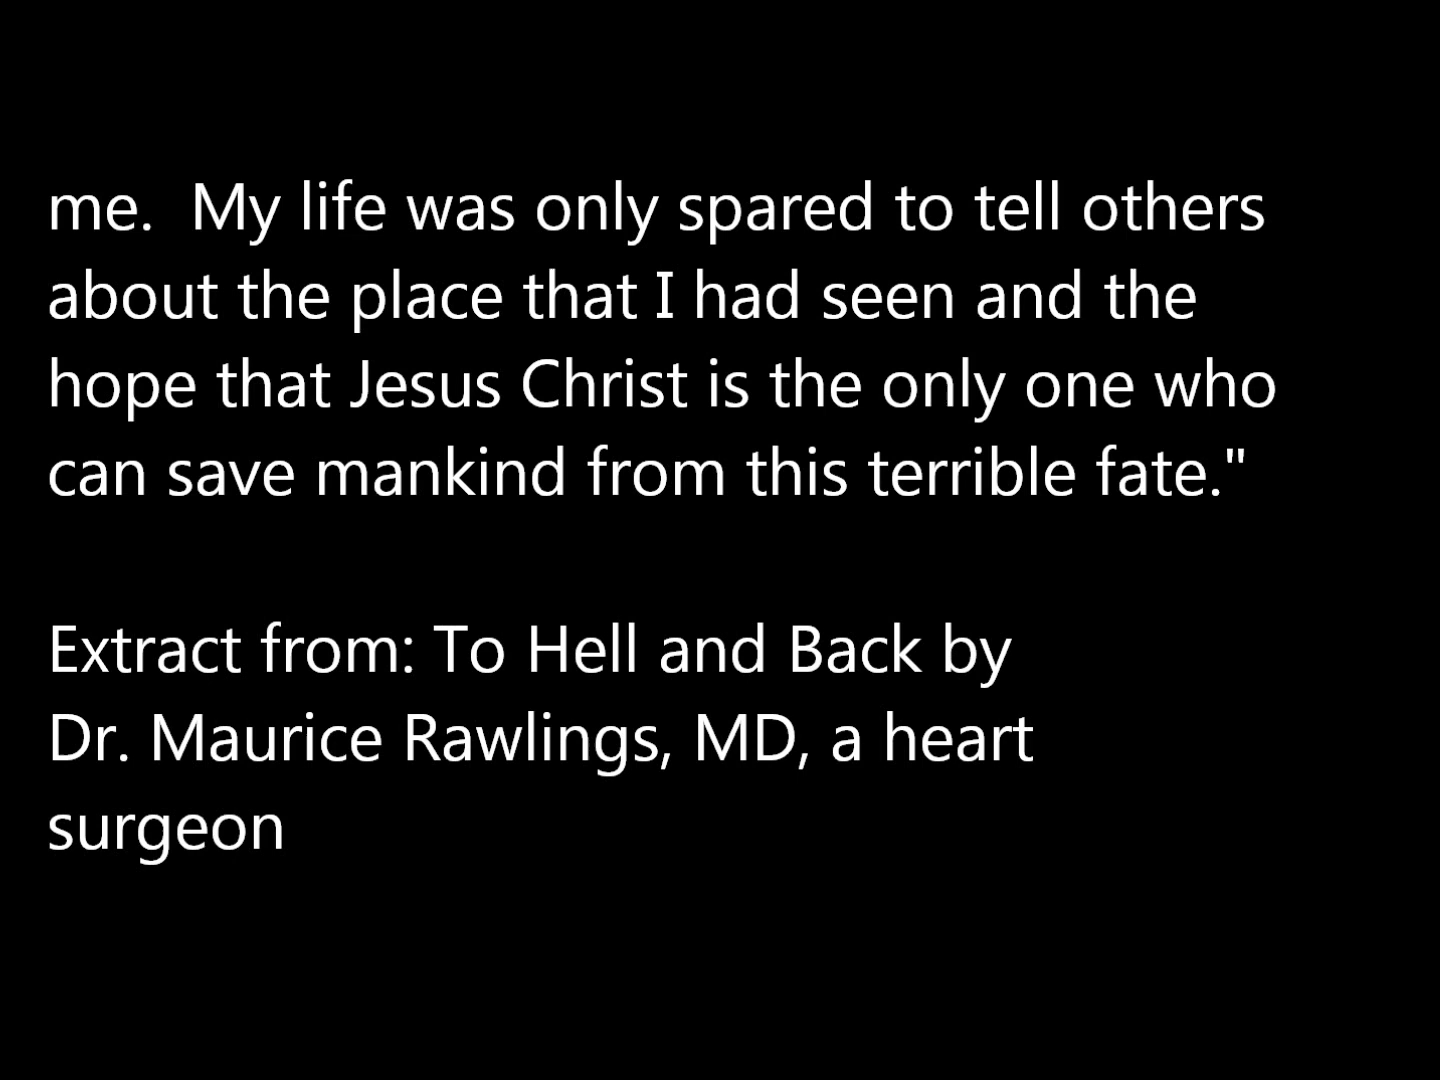 me.  My life was only spared to tell others
about the place that I had seen and the
hope that Jesus Christ is the only one who
can save mankind from this terrible fate."
Extract from: To Hell and Back by
Dr. Maurice Rawlings, MD, a heart
surgeon